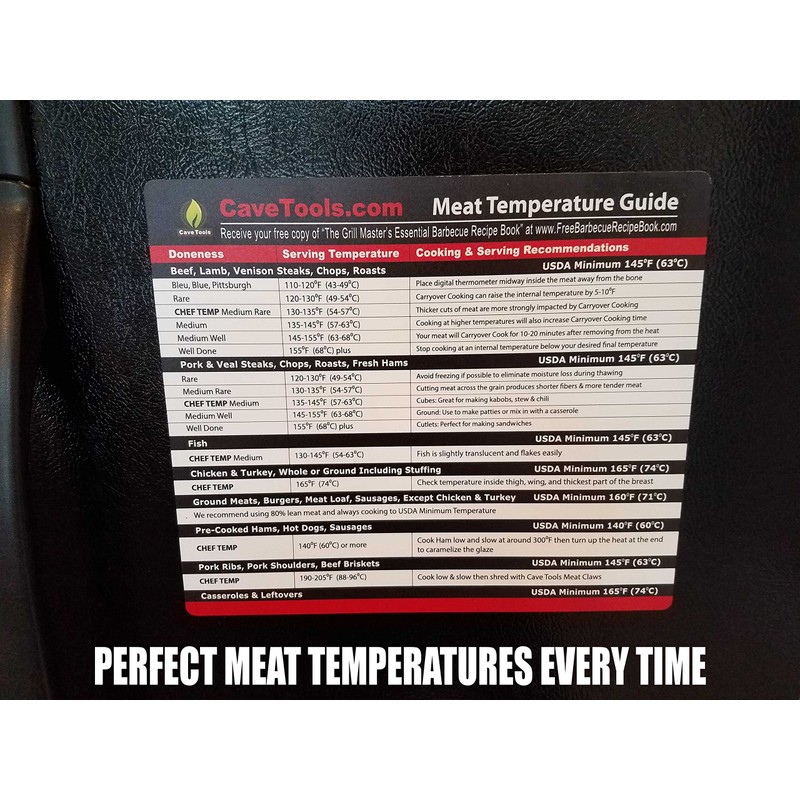 CaveTools.com Meat Temperature Guide
Cave Tools
Receive your free copy of "The Grill Master's Essential Barbecue Recipe Book" at www.FreeBarbecueRecipeBook.com
Doneness Serving Temperature Cooking & Serving Recommendations
Beef, Lamb, Venison Steaks, Chops, Roasts USDA Minimum 145°F (63°C)
Bleu, Blue, Pittsburgh 110-120°F (43-49°C) Place digital thermometer midway inside the meat away from the bone
Rare 120-130°F (49-54°C) Carryover Cooking can raise the internal temperature by 5-10°F
CHEF TEMP Medium Rare 130-135°F (54-57°C) Thicker cuts of meat are more strongly impacted by Carryover Cooking
Medium 135-145°F (57-63°C) Cooking at higher temperatures will also increase Carryover Cooking time
Medium Well 145-155°F (63-68°C) Your meat will Carryover Cook for 10-20 minutes after removing from the heat
Well Done 155°F (68°C) plus Stop cooking at an internal temperature below your desired final temperature
Pork & Veal Steaks, Chops, Roasts, Fresh Hams USDA Minimum 145°F (63°C)
Rare 120-130°F (49-54°C) Avoid freezing if possible to eliminate moisture loss during thawing
Medium Rare 130-135°F (54-57°C) Cutting meat across the grain produces shorter fibers & more tender meat
CHEF TEMP Medium 135-145°F (57-63°C) Cubes: Great for making kabobs, stew & chili
Medium Well 145-155°F (63-68°C) Ground: Use to make patties or mix in with a casserole
Well Done 155°F (68°C) plus Cutlets: Perfect for making sandwiches
Fish USDA Minimum 145°F (63°C)
CHEF TEMP Medium 130-145°F (54-63°C) Fish is slightly translucent and flakes easily
Chicken & Turkey, Whole or Ground Including Stuffing USDA Minimum 165°F (74°C)
CHEF TEMP 165°F (74°C) Check temperature inside thigh, wing, and thickest part of the breast
Ground Meats, Burgers, Meat Loaf, Sausages, Except Chicken & Turkey USDA Minimum 160°F (71°C)
We recommend using 80% lean meat and always cooking to USDA Minimum Temperature
Pre-Cooked Hams, Hot Dogs, Sausages USDA Minimum 140°F (60°C)
CHEF TEMP 140°F (60°C) or more Cook Ham low and slow at around 300°F then turn up the heat at the end
to caramelize the glaze
Pork Ribs, Pork Shoulders, Beef Briskets USDA Minimum 145°F (63°C)
CHEF TEMP 190-205°F (88-96°C) Cook low & slow then shred with Cave Tools Meat Claws
Casseroles & Leftovers USDA Minimum 165°F (74°C)
PERFECT MEAT TEMPERATURES EVERY TIME